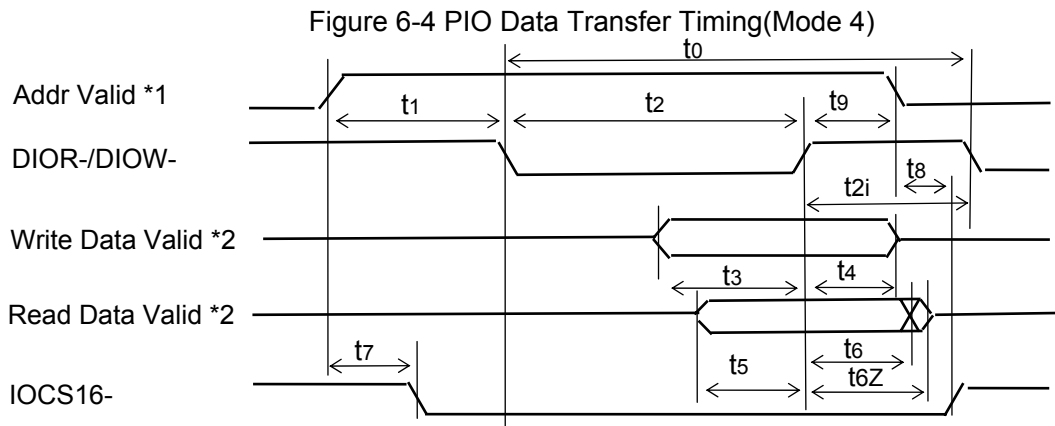 Figure 6-4 PIO Data Transfer Timing(Mode 4)
t0
Addr Valid *1
t1
t2
t9
DIOR-/DIOW-
t8
t2i
Write Data Valid *2
t3
t4
Read Data Valid *2
t7
t5
t6
t6Z
IOCS16-